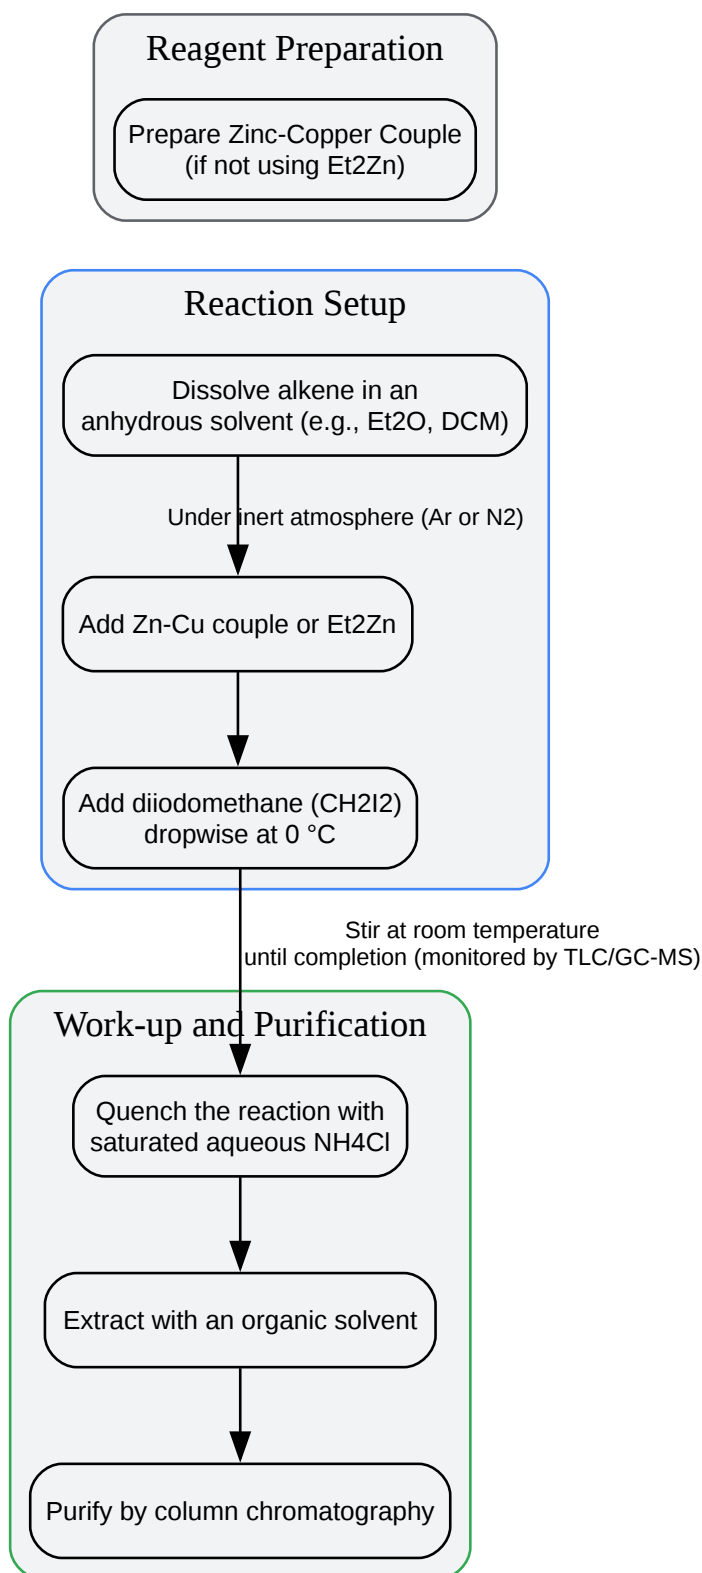 Reagent Preparation
Prepare Zinc-Copper Couple
(if not using Et2Zn)
Reaction Setup
Dissolve alkene in an
anhydrous solvent (e.g., Et2O, DCM)
Under inert atmosphere (Ar or N2)
Add Zn-Cu couple or Et2Zn
Add diiodomethane (CH2I2)
dropwise at 0 °C
Stir at room temperature
until completion (monitored by TLC/GC-MS)
Work-up and Purification
Quench the reaction with
saturated aqueous NH4Cl
Extract with an organic solvent
Purify by column chromatography